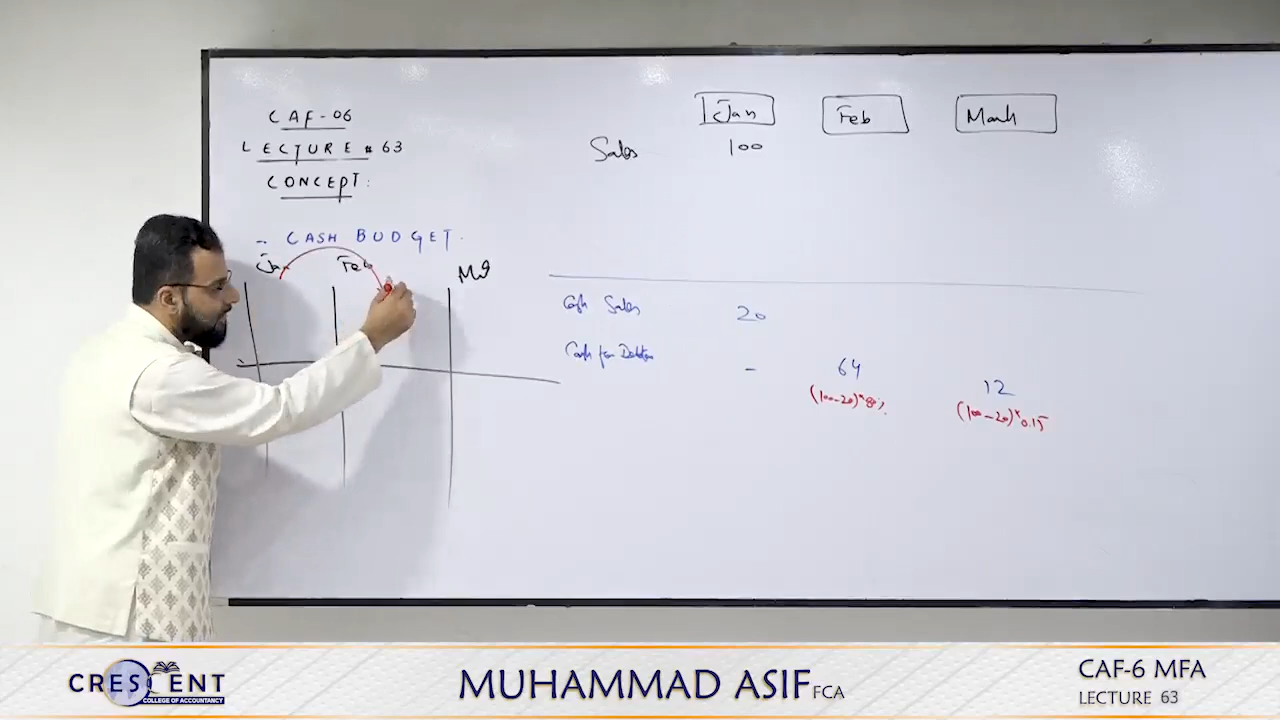 CAF-06
LECTURE # 63
CONCEPT:
- CASH BUDGET.
Jan Feb
Jan Feb March
Sales 100
Cash Sales 20
Cash from Debtors - 64 12
(100-20)*80% (100-20)*0.15
CRESCENT
COLLEGE OF ACCOUNTANCY
MUHAMMAD ASIF FCA
CAF-6 MFA
LECTURE 63